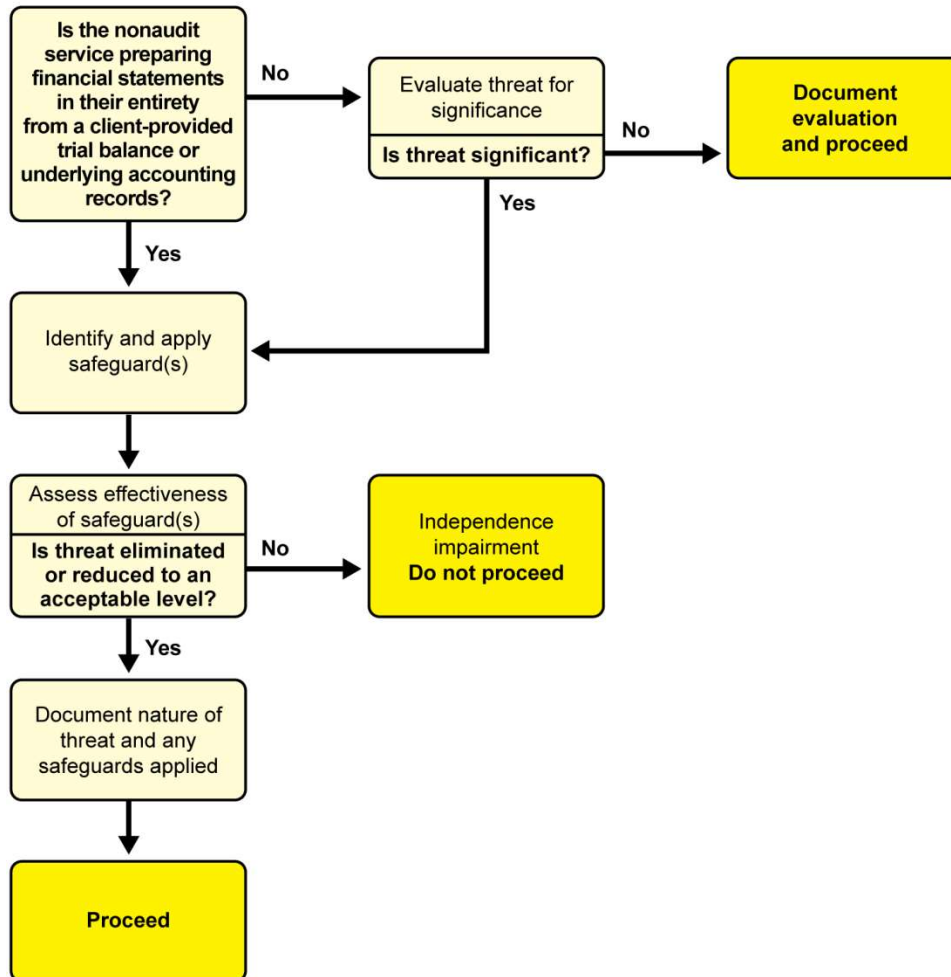 Is the nonaudit
service preparing
financial statements
in their entirety
from a client-provided
trial balance or
underlying accounting
records?
No
Evaluate threat for
significance
Is threat significant?
No
Document
evaluation
and proceed
Yes
Yes
Identify and apply
safeguard(s)
Assess effectiveness
of safeguard(s)
Is threat eliminated
or reduced to an
acceptable level?
No
Independence
impairment
Do not proceed
Yes
Document nature of
threat and any
safeguards applied
Proceed